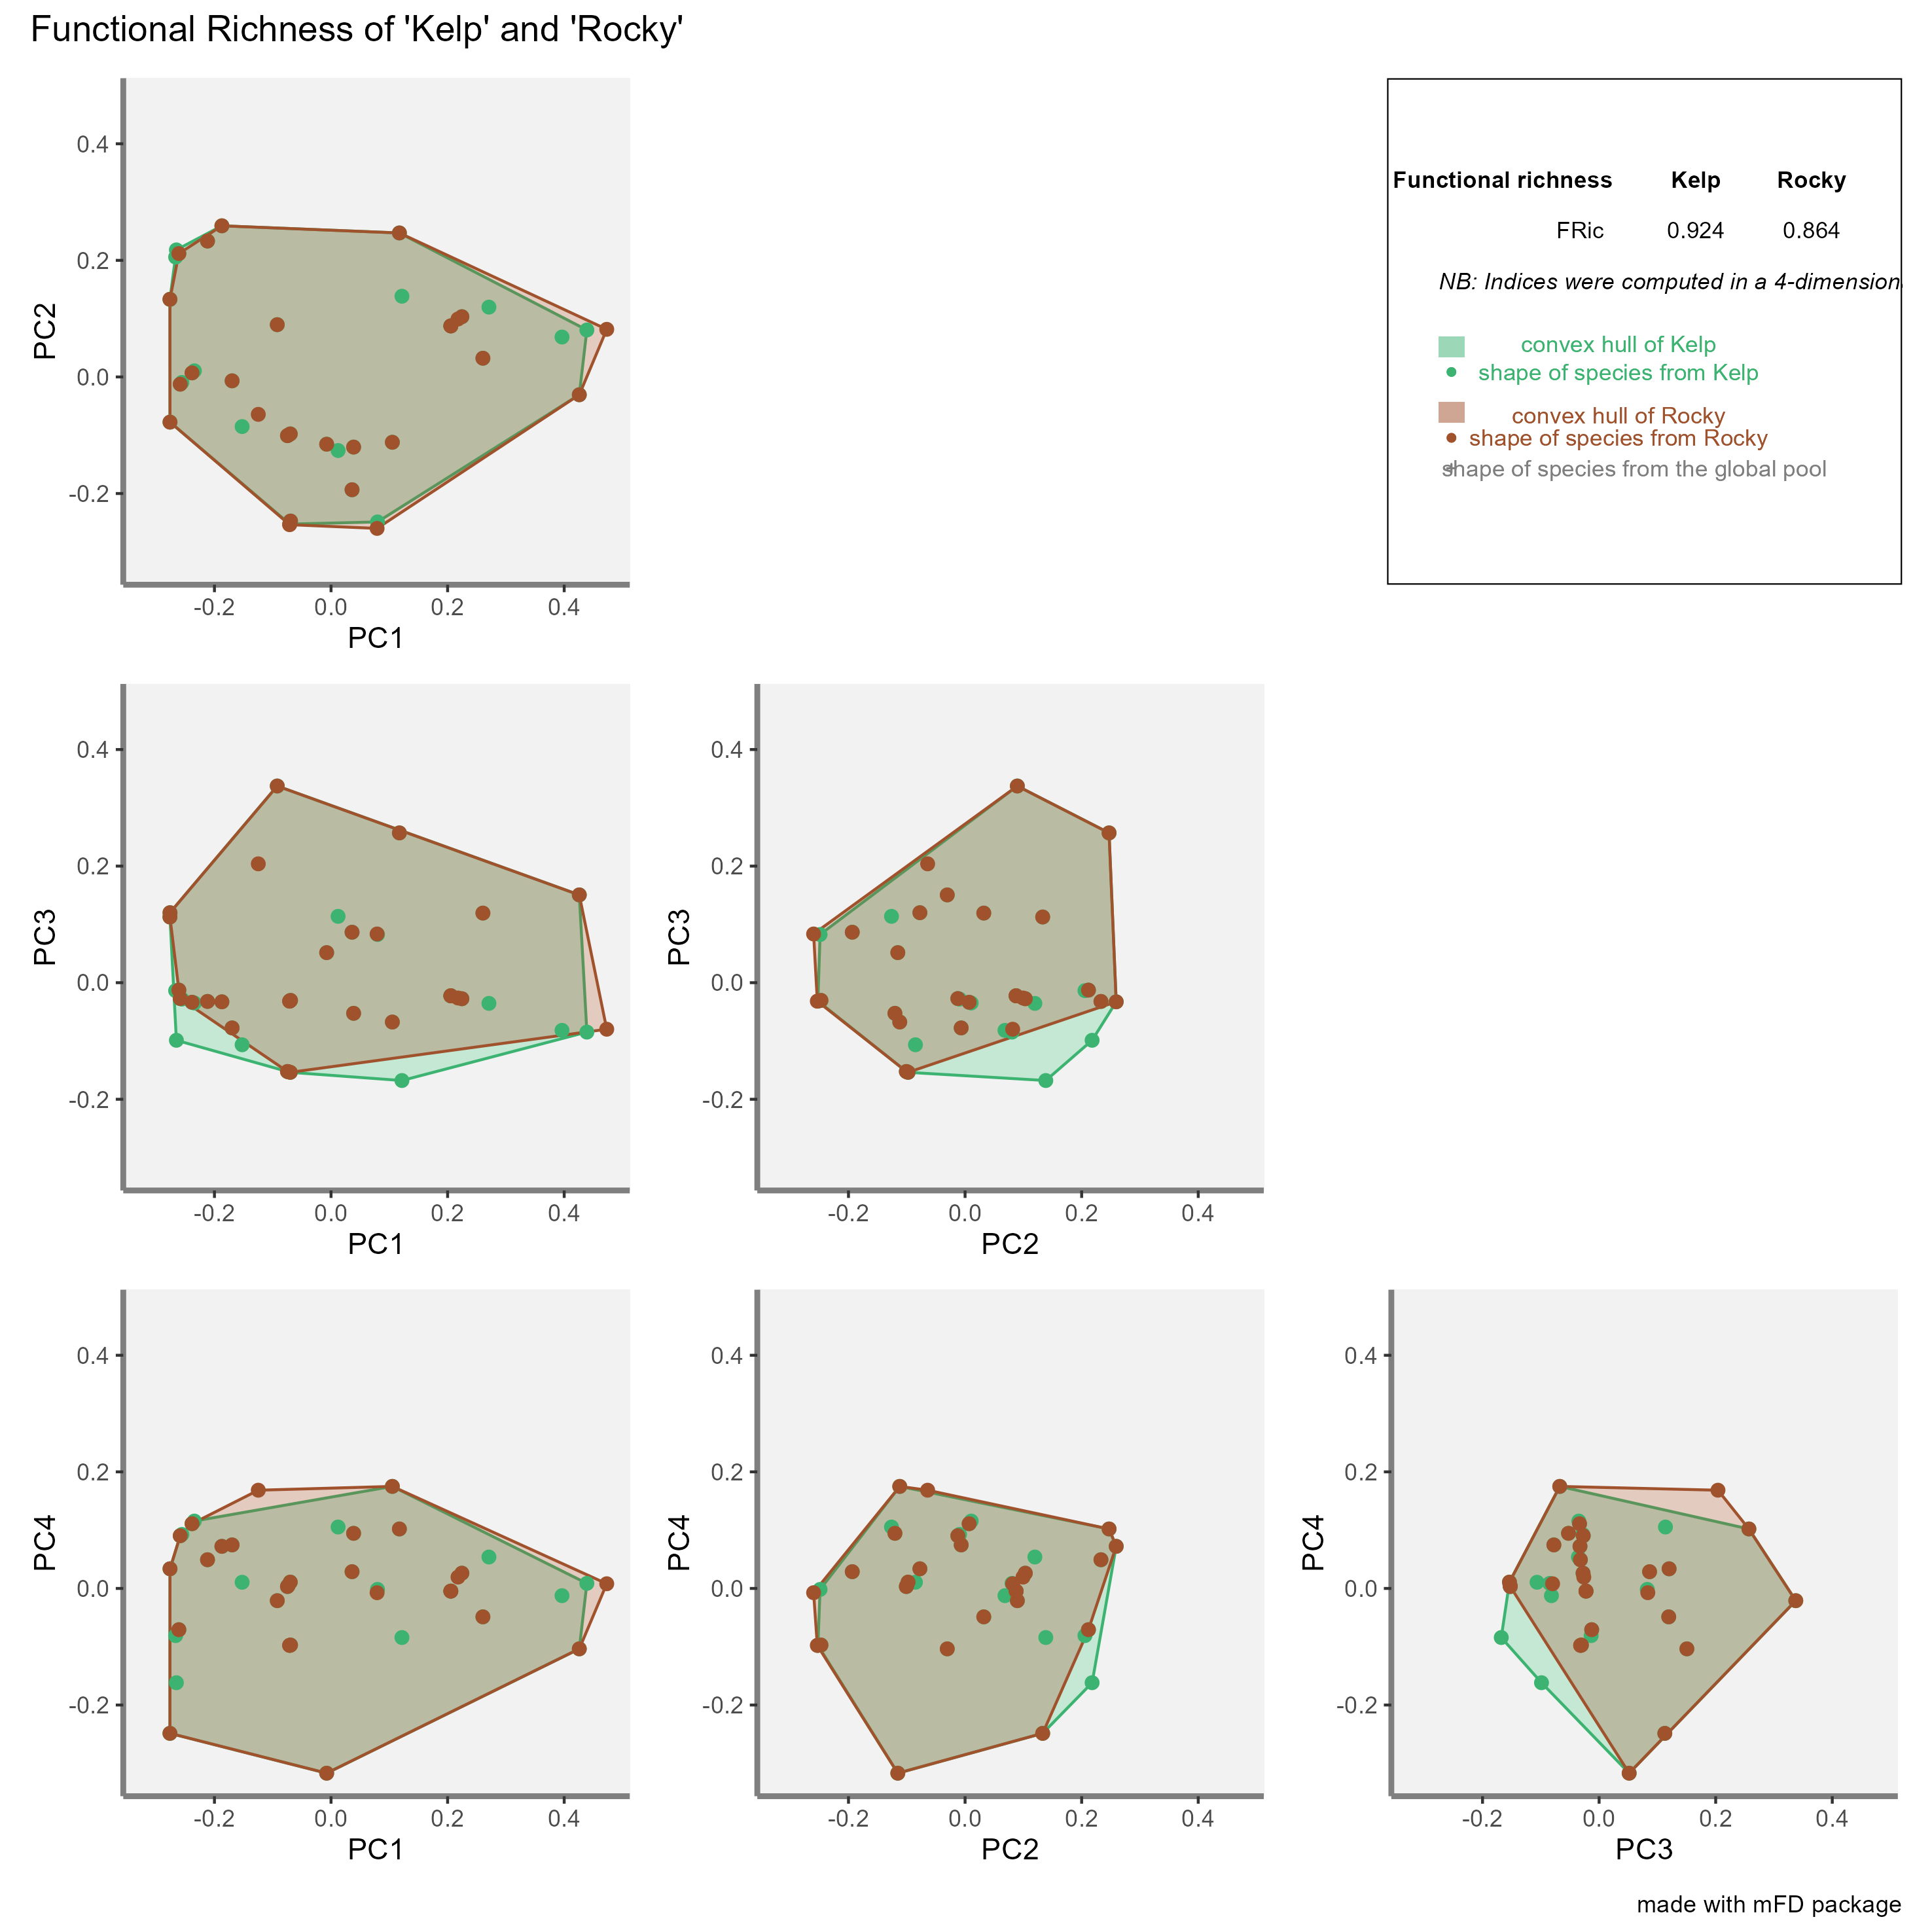 Functional Richness of 'Kelp' and 'Rocky'
0.4
0.2
0.0
-0.2
PC2
-0.2 0.0 0.2 0.4
PC1
Functional richness Kelp Rocky
FRic 0.924 0.864
NB: Indices were computed in a 4-dimension
convex hull of Kelp
shape of species from Kelp
convex hull of Rocky
shape of species from Rocky
shape of species from the global pool
0.4
0.2
0.0
-0.2
PC3
-0.2 0.0 0.2 0.4
PC1
0.4
0.2
0.0
-0.2
PC3
-0.2 0.0 0.2 0.4
PC2
0.4
0.2
0.0
-0.2
PC4
-0.2 0.0 0.2 0.4
PC1
0.4
0.2
0.0
-0.2
PC4
-0.2 0.0 0.2 0.4
PC2
0.4
0.2
0.0
-0.2
PC4
-0.2 0.0 0.2 0.4
PC3
made with mFD package